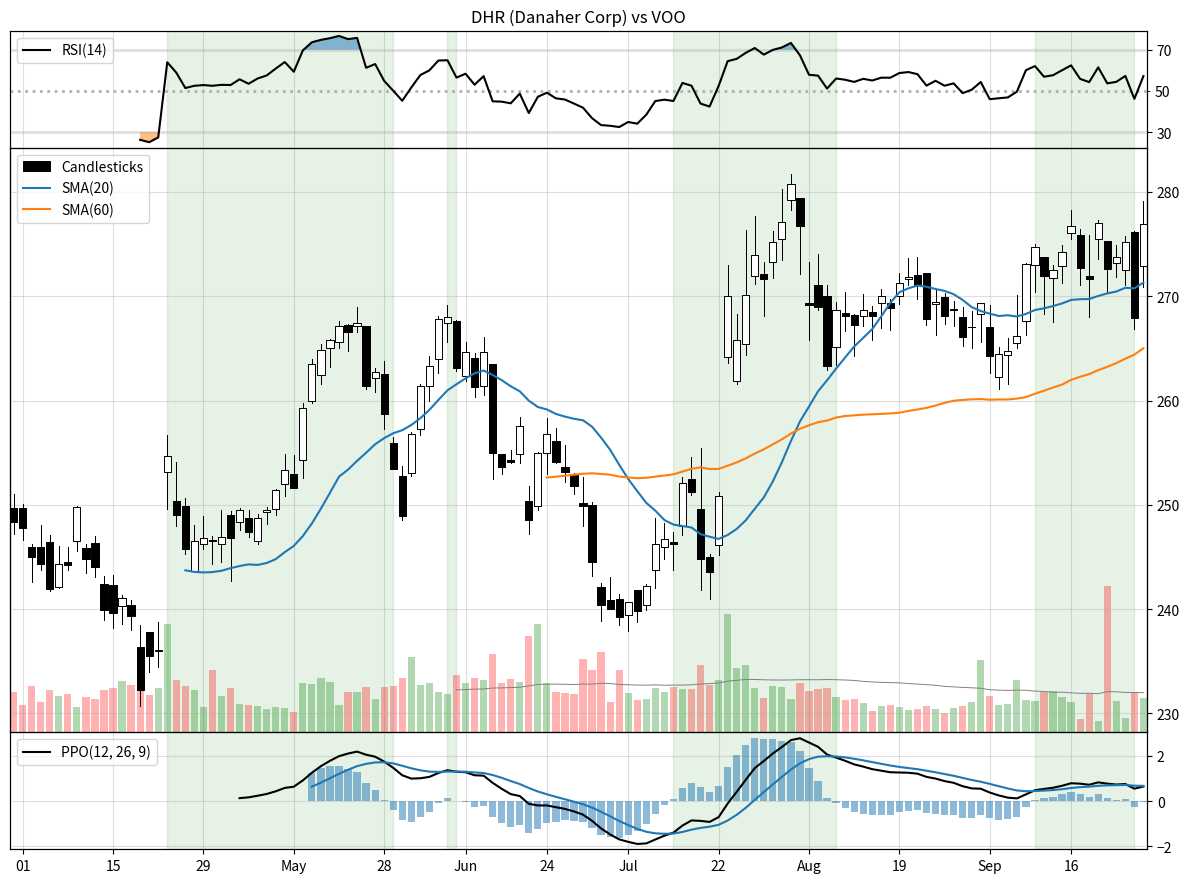 DHR (Danaher Corp) vs VOO
RSI(14)
70
50
30
Candlesticks
SMA(20)
SMA(60)
280
270
260
250
240
230
PPO(12, 26, 9)
2
0
−2
01 15 29 May 28 Jun 24 Jul 22 Aug 19 Sep 16